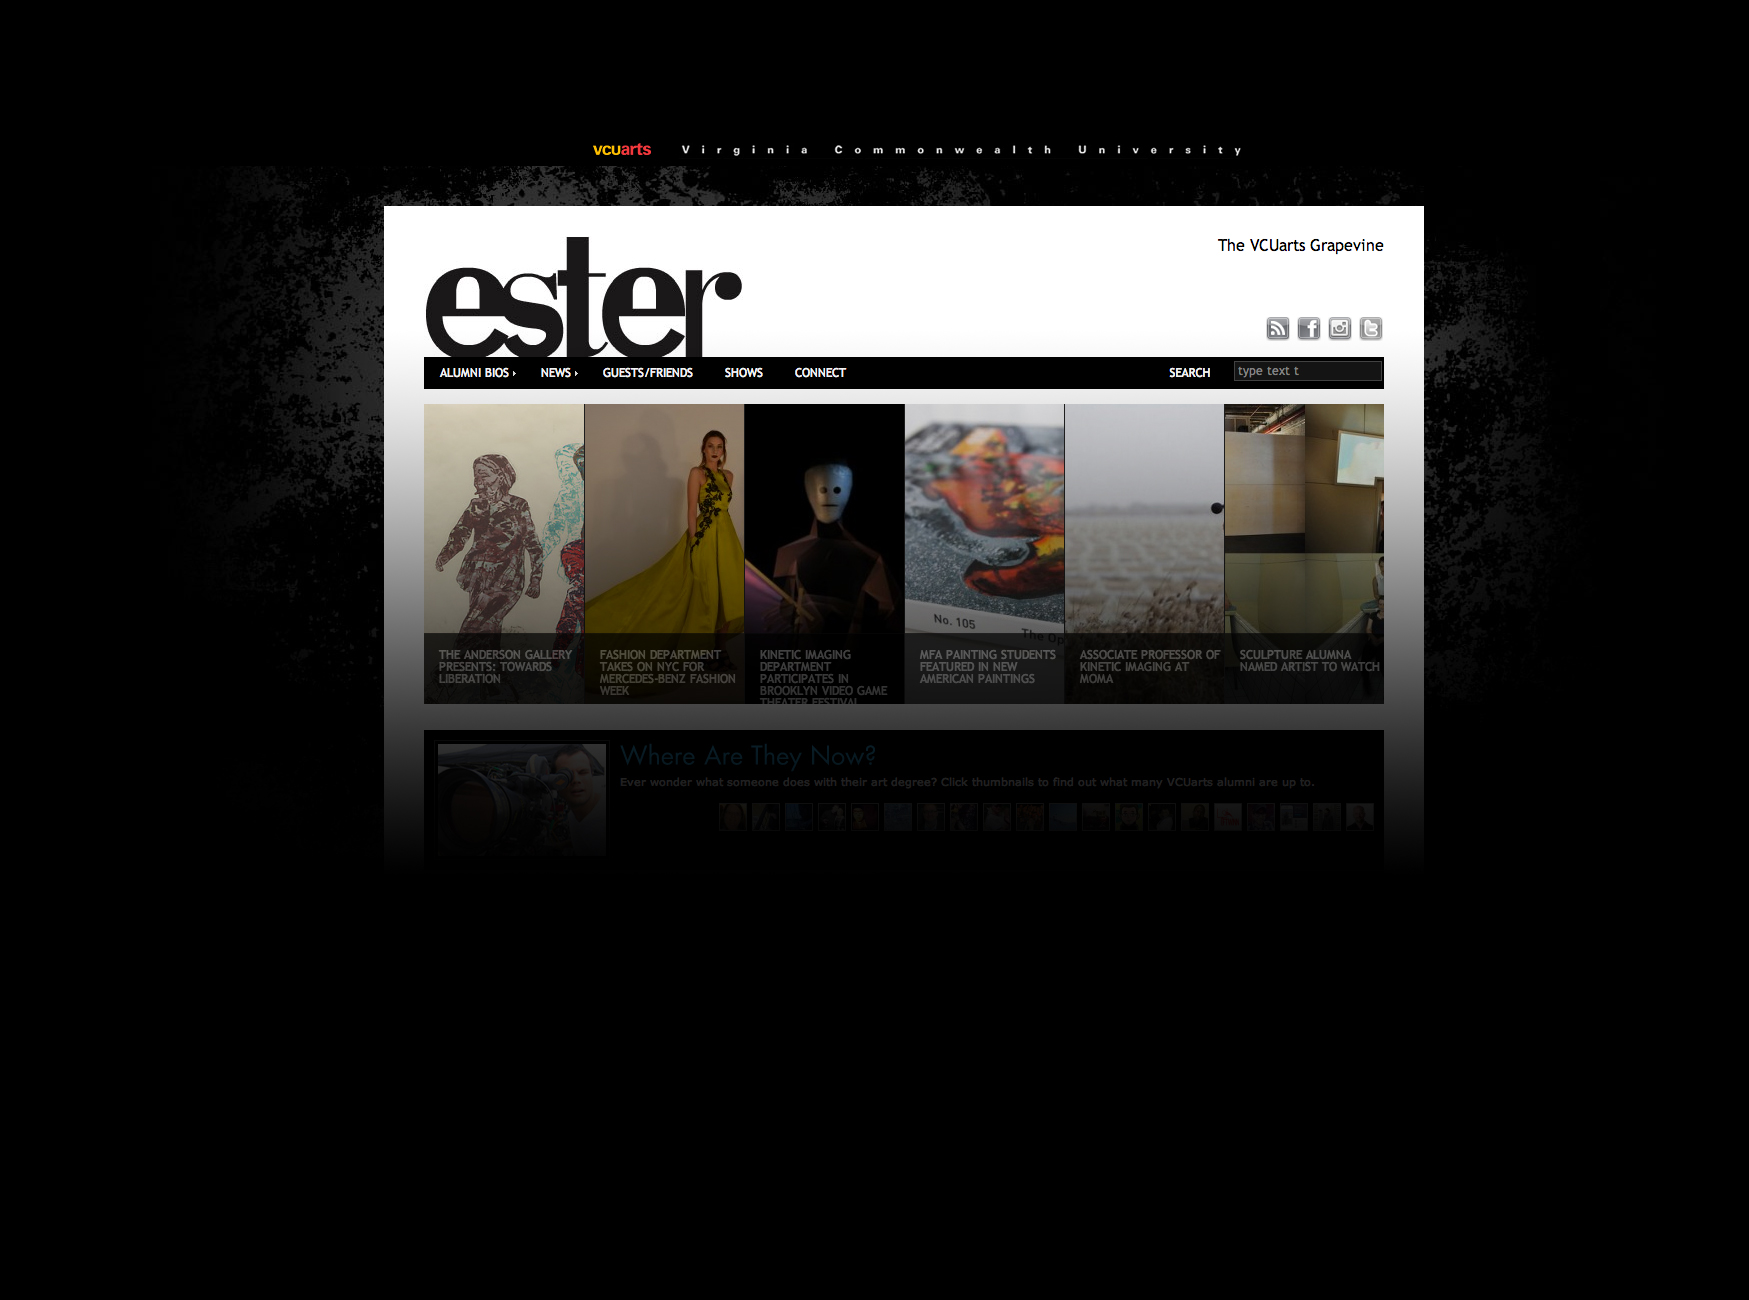 vcuarts Virginia Commonwealth University
ester
The VCUarts Grapevine
ALUMNI BIOS NEWS GUESTS/FRIENDS SHOWS CONNECT SEARCH type text t
No. 105
The Op
THE ANDERSON GALLERY
PRESENTS: TOWARDS
LIBERATION
FASHION DEPARTMENT
TAKES ON NYC FOR
MERCEDES-BENZ FASHION
WEEK
KINETIC IMAGING
DEPARTMENT
PARTICIPATES IN
BROOKLYN VIDEO GAME
THEATER FESTIVAL
MFA PAINTING STUDENTS
FEATURED IN NEW
AMERICAN PAINTINGS
ASSOCIATE PROFESSOR OF
KINETIC IMAGING AT
MOMA
SCULPTURE ALUMNA
NAMED ARTIST TO WATCH
Where Are They Now?
Ever wonder what someone does with their art degree? Click thumbnails to find out what many VCUarts alumni are up to.